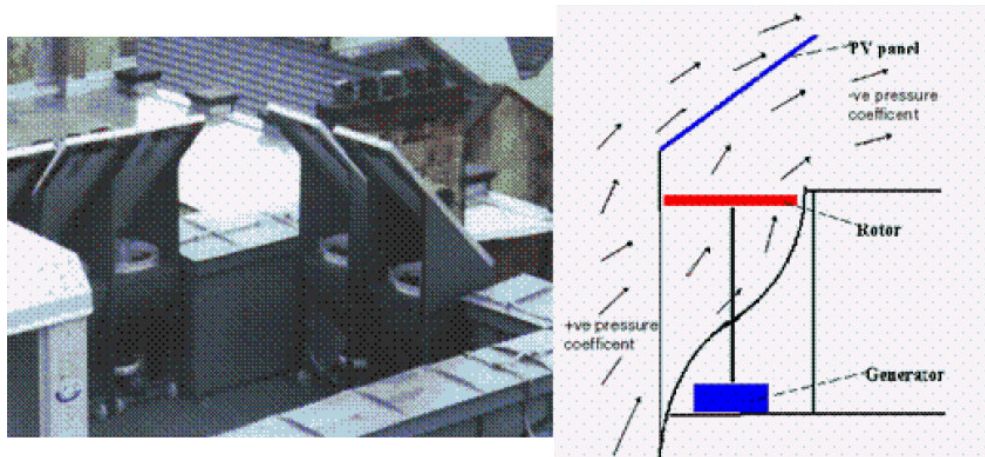 PV panel
-ve pressure
coefficent
Rotor
+ve pressure
coefficent
Generator